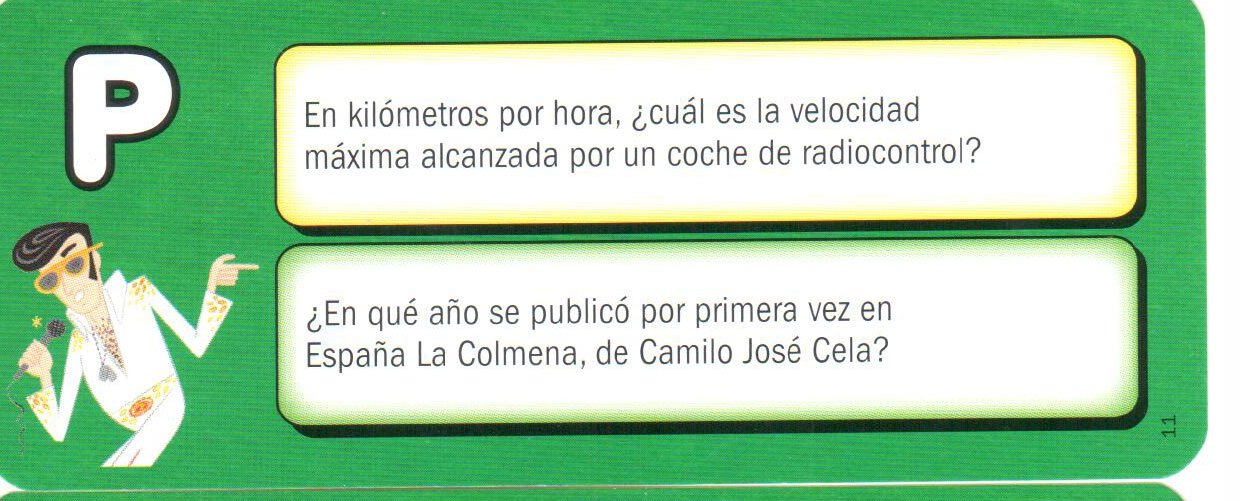 P
En kilómetros por hora, ¿cuál es la velocidad
máxima alcanzada por un coche de radiocontrol?
¿En qué año se publicó por primera vez en
España La Colmena, de Camilo José Cela?
11